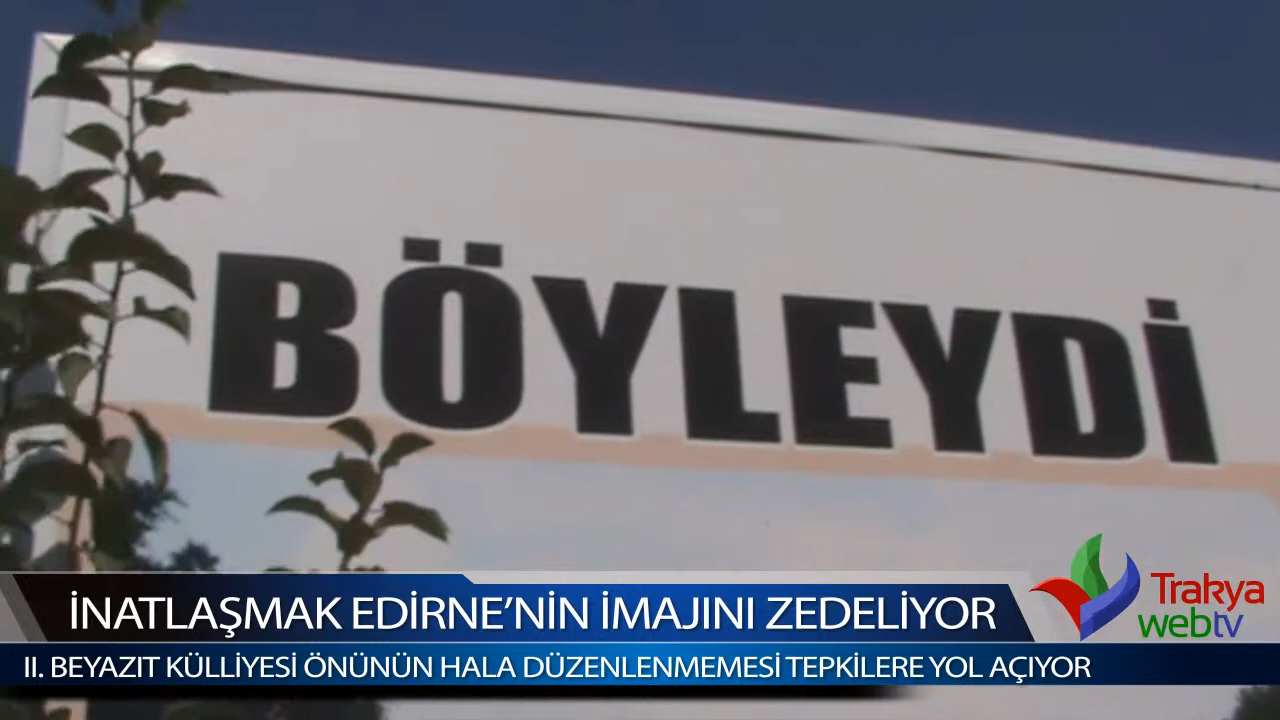 BÖYLEYDİ
İNATLAŞMAK EDİRNE'NİN İMAJINI ZEDELİYOR
Trakya
webtv
II. BEYAZIT KÜLLİYESİ ÖNÜNÜN HALA DÜZENLENMEMESİ TEPKİLERE YOL AÇIYOR